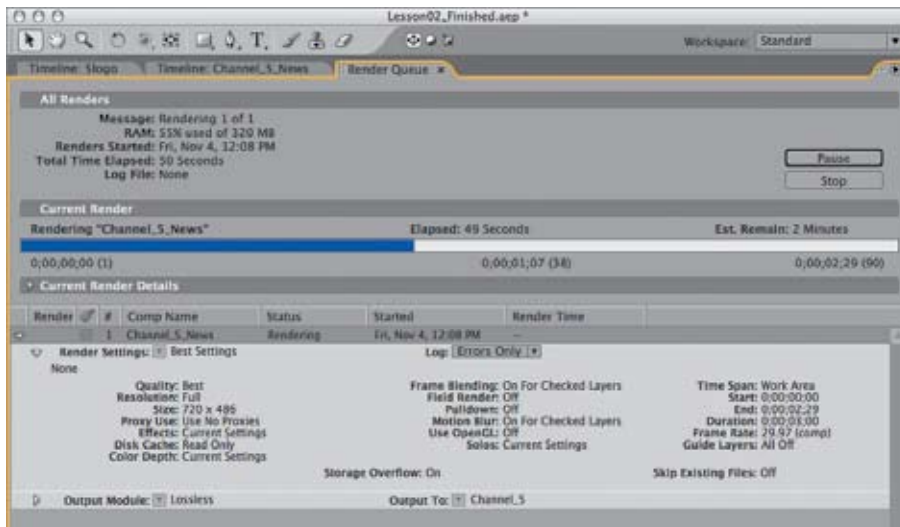 Lesson02_Finished.aep *
Workspace: Standard
Timeline: Slogo Timeline: Channel_5_News Render Queue ×
All Renders
Message: Rendering 1 of 1
RAM: 55% used of 320 MB
Renders Started: Fri, Nov 4, 12:08 PM
Total Time Elapsed: 50 Seconds
Log File: None
Pause
Stop
Current Render
Rendering "Channel_5_News" Elapsed: 49 Seconds Est. Remain: 2 Minutes
0;00;00;00 (1) 0;00;01;07 (38) 0;00;02;29 (90)
Current Render Details
Render # Comp Name Status Started Render Time
1 Channel_5_News Rendering Fri, Nov 4, 12:08 PM --
Render Settings: Best Settings Log: Errors Only
None
Quality: Best Frame Blending: On For Checked Layers Time Span: Work Area
Resolution: Full Field Render: Off Start: 0;00;00;00
Size: 720 x 486 Pulldown: Off End: 0;00;02;29
Proxy Use: Use No Proxies Motion Blur: On For Checked Layers Duration: 0;00;03;00
Effects: Current Settings Use OpenGL: Off Frame Rate: 29.97 (comp)
Disk Cache: Read Only Solos: Current Settings Guide Layers: All Off
Color Depth: Current Settings
Storage Overflow: On Skip Existing Files: Off
Output Module: Lossless Output To: Channel_5